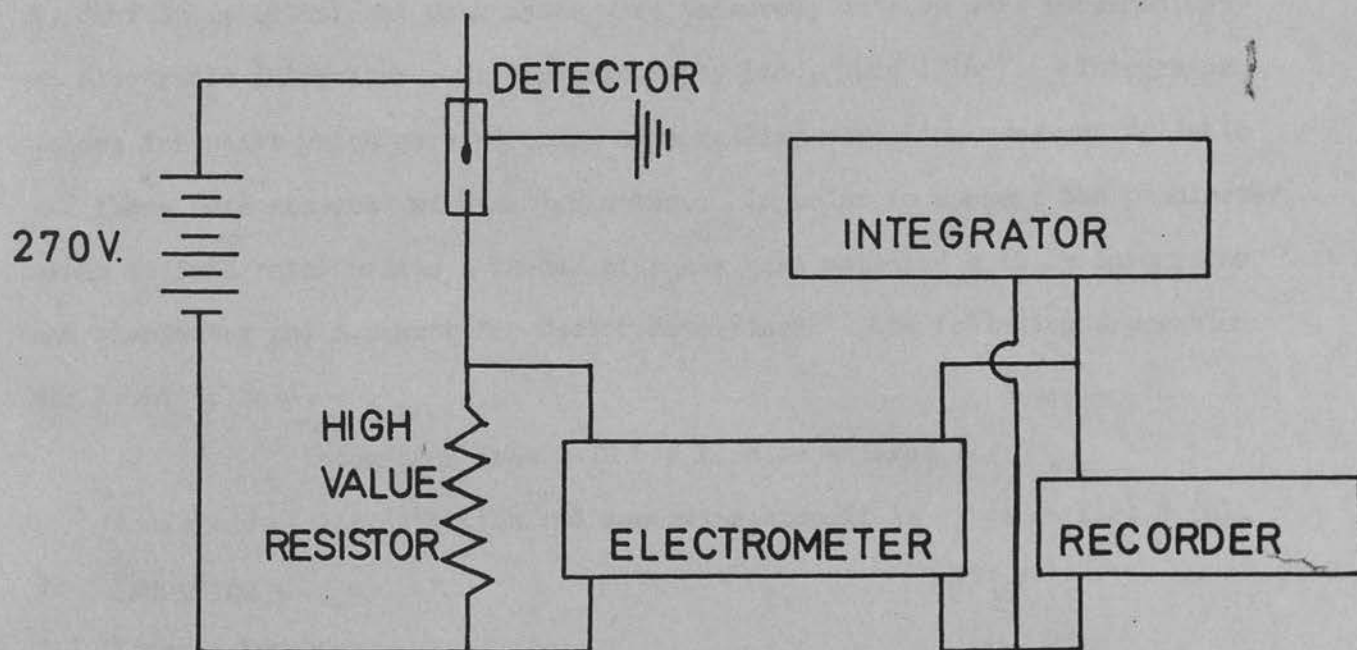 DETECTOR
270V.
INTEGRATOR
HIGH
VALUE
RESISTOR
ELECTROMETER
RECORDER